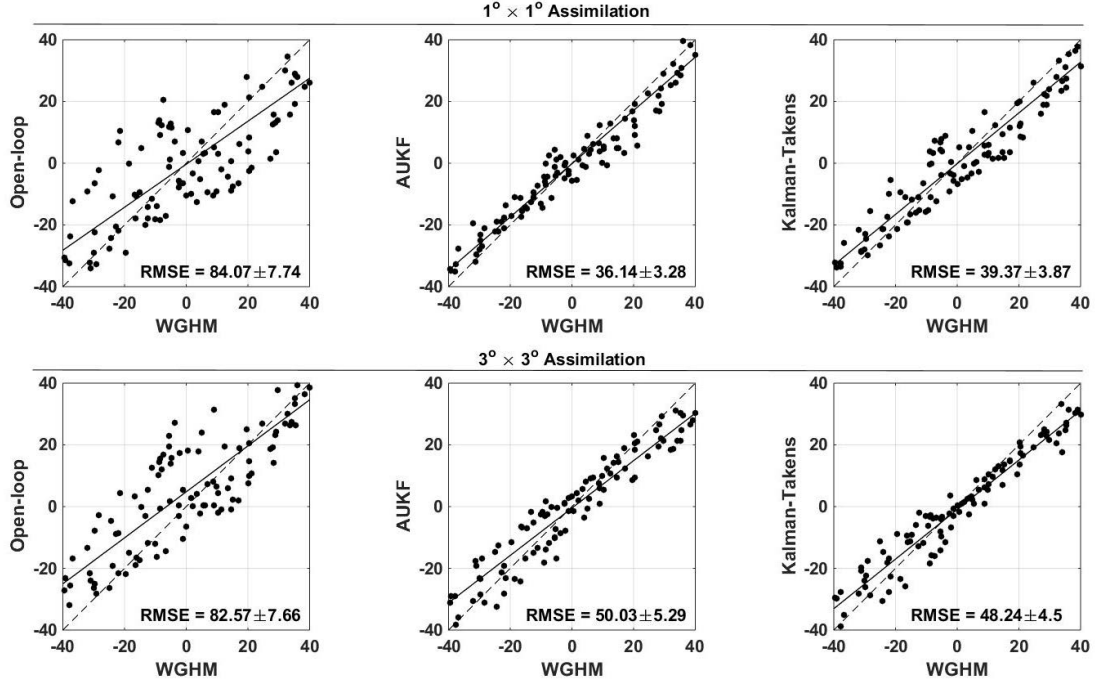 1° × 1° Assimilation
40
20
0
-20
-40
Open-loop
RMSE = 84.07±7.74
-40 -20 0 20 40
WGHM
40
20
0
-20
-40
AUKF
RMSE = 36.14±3.28
-40 -20 0 20 40
WGHM
40
20
0
-20
-40
Kalman-Takens
RMSE = 39.37±3.87
-40 -20 0 20 40
WGHM
3° × 3° Assimilation
40
20
0
-20
-40
Open-loop
RMSE = 82.57±7.66
-40 -20 0 20 40
WGHM
40
20
0
-20
-40
AUKF
RMSE = 50.03±5.29
-40 -20 0 20 40
WGHM
40
20
0
-20
-40
Kalman-Takens
RMSE = 48.24±4.5
-40 -20 0 20 40
WGHM